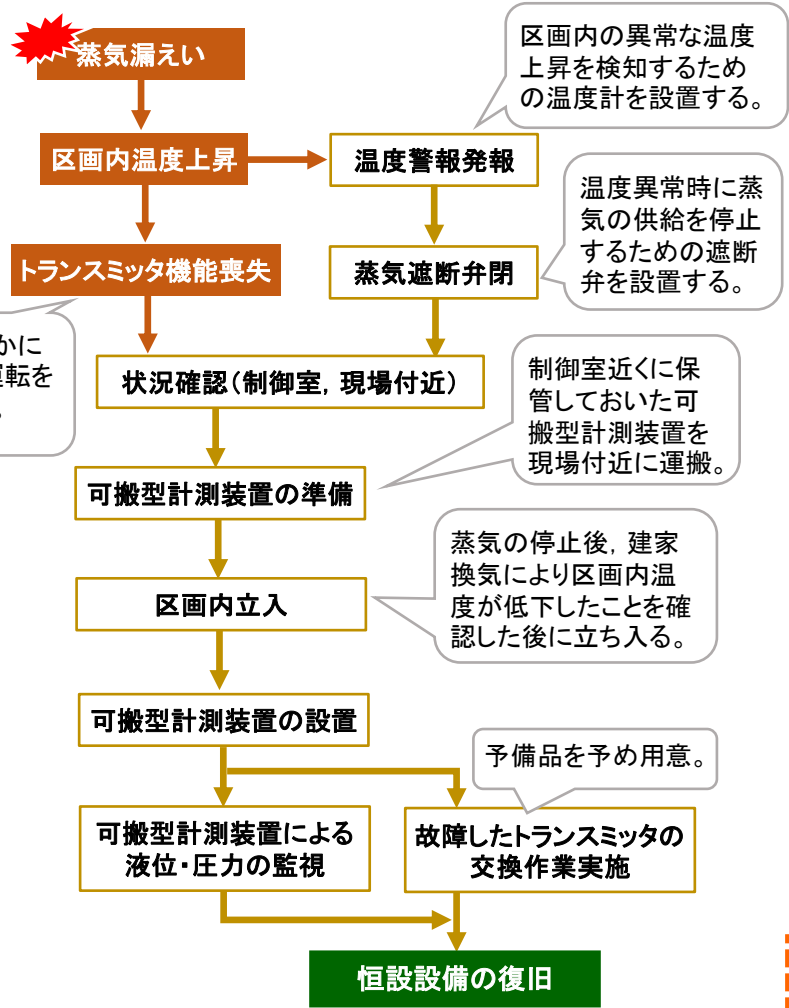 蒸気漏えい
区画内の異常な温度
上昇を検知するため
の温度計を設置する。
区画内温度上昇
温度警報発報
温度異常時に蒸
気の供給を停止
するための遮断
弁を設置する。
トランスミッタ機能喪失
蒸気遮断弁閉
かに
転を
状況確認（制御室，現場付近）
制御室近くに保
管しておいた可
搬型計測装置を
現場付近に運搬。
可搬型計測装置の準備
蒸気の停止後，建家
換気により区画内温
度が低下したことを確
認した後に立ち入る。
区画内立入
可搬型計測装置の設置
予備品を予め用意。
可搬型計測装置による
液位・圧力の監視
故障したトランスミッタの
交換作業実施
恒設設備の復旧